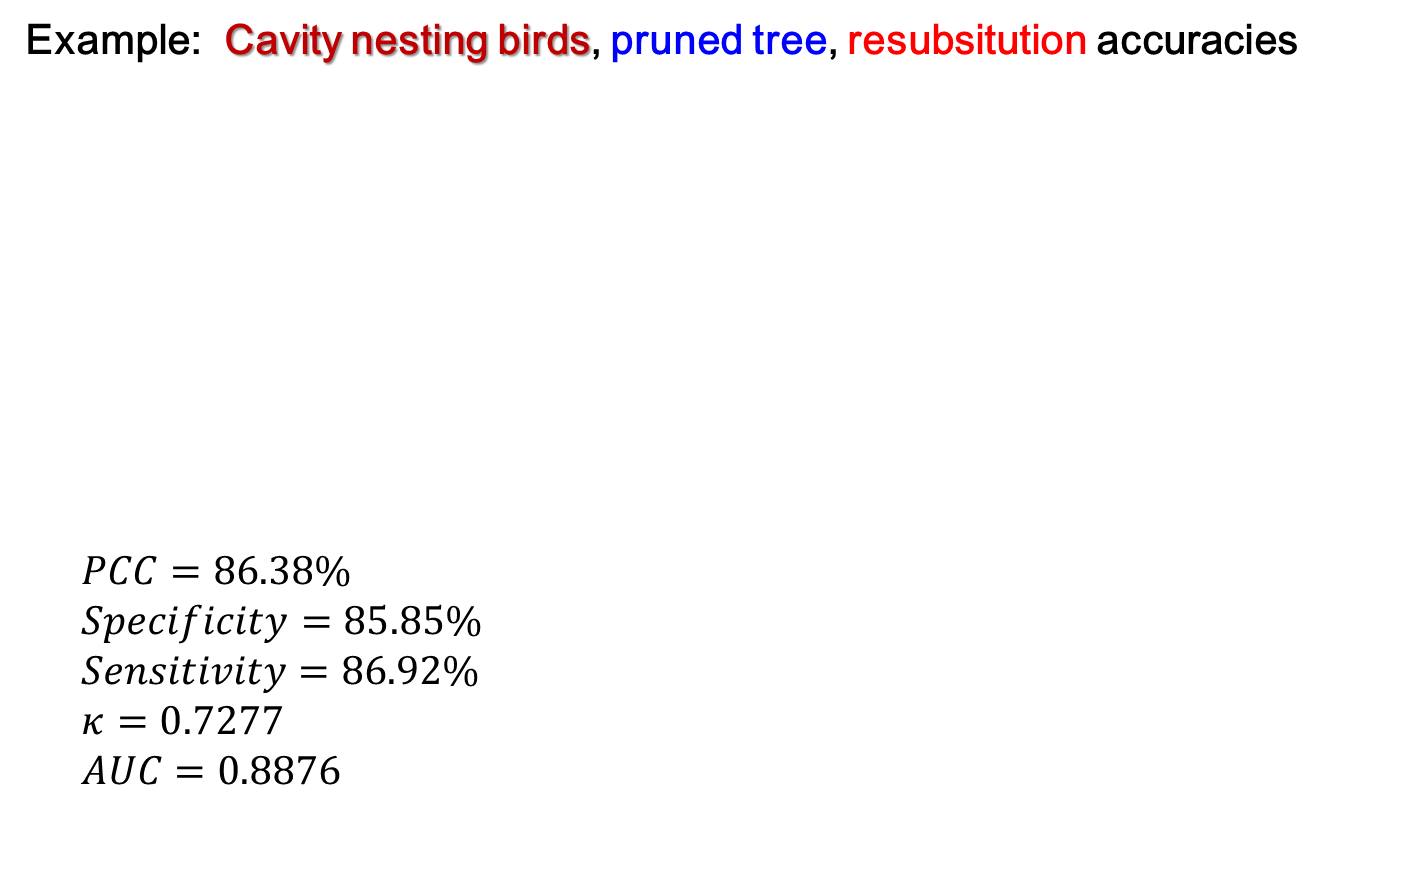 Example: Cavity nesting birds, pruned tree, resubsitution accuracies
PCC = 86.38%
Specificity = 85.85%
Sensitivity = 86.92%
κ = 0.7277
AUC = 0.8876